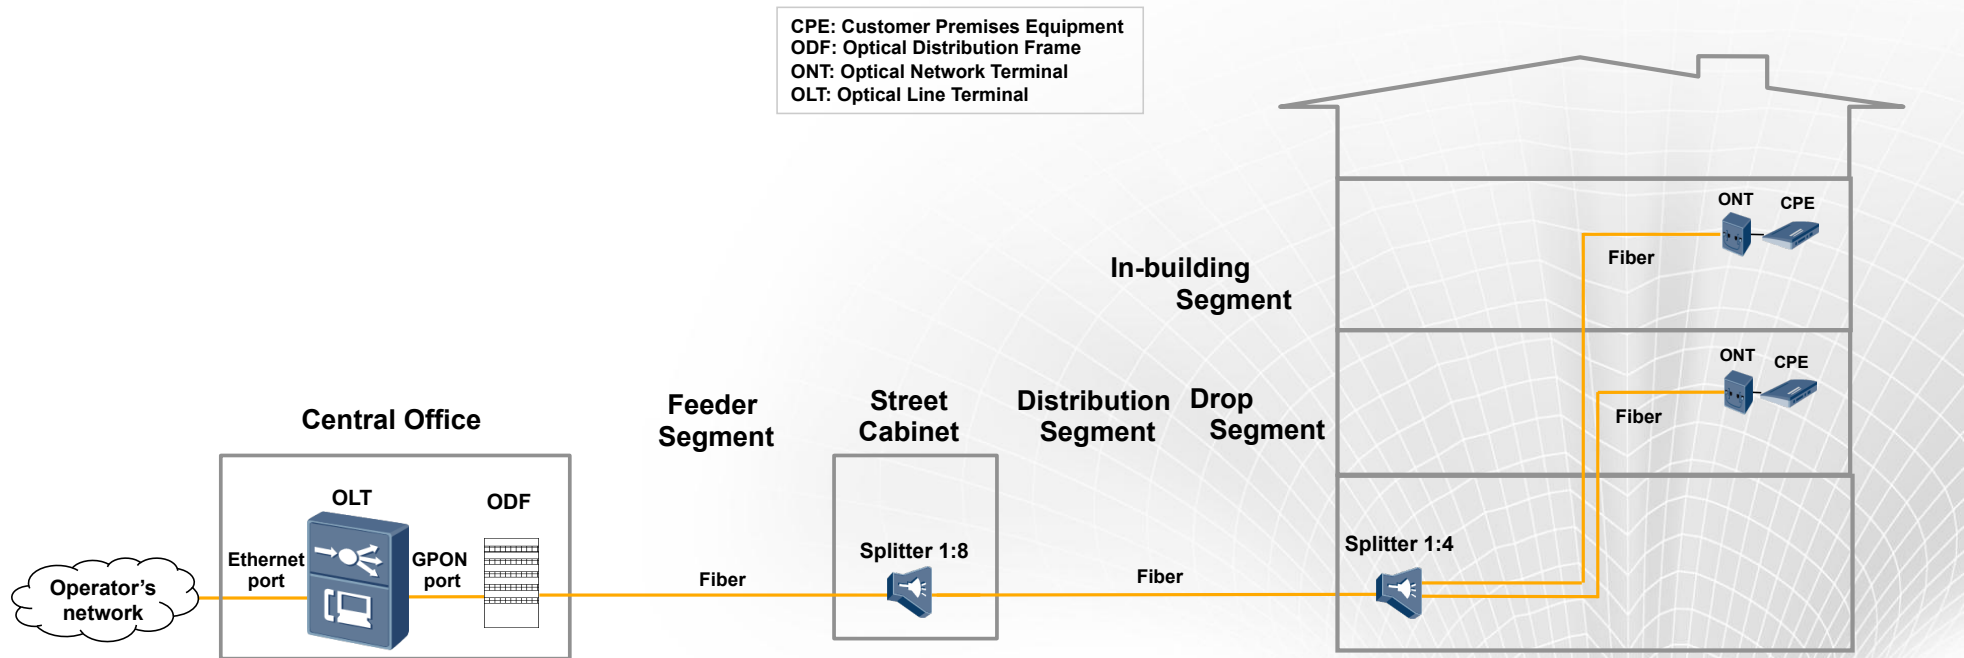 CPE: Customer Premises Equipment
ODF: Optical Distribution Frame
ONT: Optical Network Terminal
OLT: Optical Line Terminal
ONT
CPE
Fiber
In-building
Segment
ONT
CPE
Fiber
Central Office
Feeder
Segment
Street
Cabinet
Distribution
Segment
Drop
Segment
OLT
ODF
Ethernet
port
GPON
port
Splitter 1:8
Splitter 1:4
Operator’s
network
Fiber
Fiber